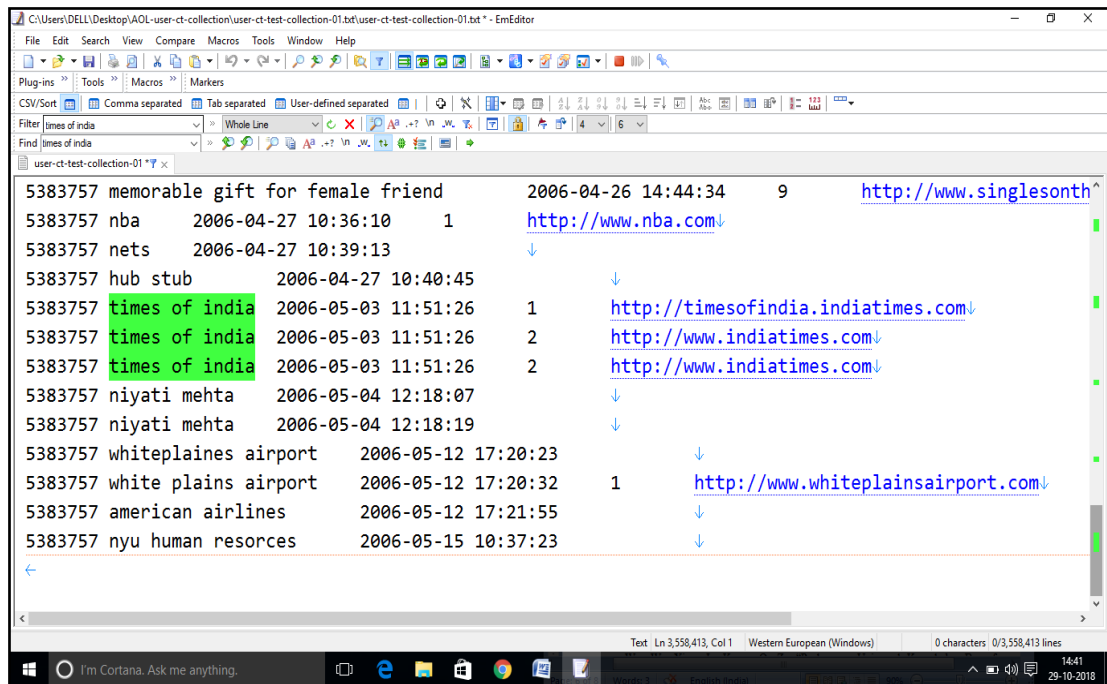 C:\Users\DELL\Desktop\AOL-user-ct-collection\user-ct-test-collection-01.txt\user-ct-test-collection-01.txt * - EmEditor
File Edit Search View Compare Macros Tools Window Help
Plug-ins » Tools » Macros » Markers
CSV/Sort Comma separated Tab separated User-defined separated
Filter times of india » Whole Line 4 6
Find times of india »
user-ct-test-collection-01 *
5383757 memorable gift for female friend 2006-04-26 14:44:34 9 http://www.singlesonth
5383757 nba 2006-04-27 10:36:10 1 http://www.nba.com↓
5383757 nets 2006-04-27 10:39:13 ↓
5383757 hub stub 2006-04-27 10:40:45 ↓
5383757 times of india 2006-05-03 11:51:26 1 http://timesofindia.indiatimes.com↓
5383757 times of india 2006-05-03 11:51:26 2 http://www.indiatimes.com↓
5383757 times of india 2006-05-03 11:51:26 2 http://www.indiatimes.com↓
5383757 niyati mehta 2006-05-04 12:18:07 ↓
5383757 niyati mehta 2006-05-04 12:18:19 ↓
5383757 whiteplaines airport 2006-05-12 17:20:23 ↓
5383757 white plains airport 2006-05-12 17:20:32 1 http://www.whiteplainsairport.com↓
5383757 american airlines 2006-05-12 17:21:55 ↓
5383757 nyu human resorces 2006-05-15 10:37:23 ↓
←
Text Ln 3,558,413, Col 1 Western European (Windows) 0 characters 0/3,558,413 lines
I'm Cortana. Ask me anything.
14:41
29-10-2018